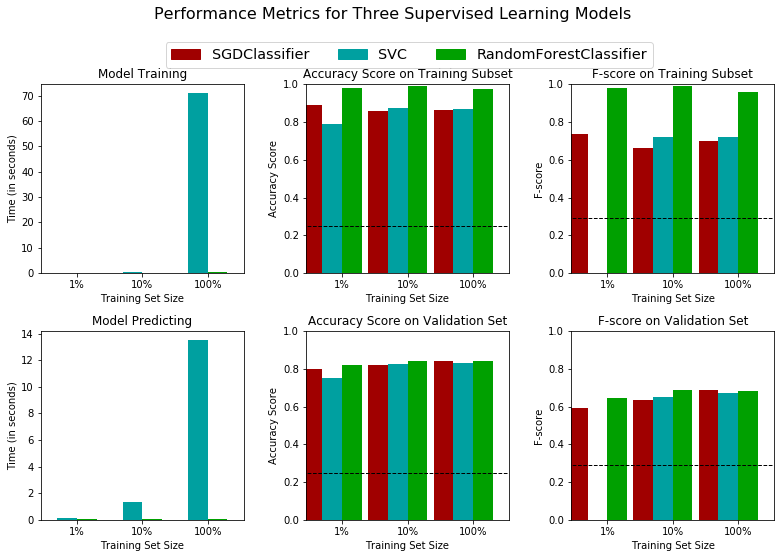 Performance Metrics for Three Supervised Learning Models
SGDClassifier SVC RandomForestClassifier
Model Training
Time (in seconds)
70
60
50
40
30
20
10
0
1% 10% 100%
Training Set Size
Accuracy Score on Training Subset
Accuracy Score
1.0
0.8
0.6
0.4
0.2
0.0
1% 10% 100%
Training Set Size
F-score on Training Subset
F-score
1.0
0.8
0.6
0.4
0.2
0.0
1% 10% 100%
Training Set Size
Model Predicting
Time (in seconds)
14
12
10
8
6
4
2
0
1% 10% 100%
Training Set Size
Accuracy Score on Validation Set
Accuracy Score
1.0
0.8
0.6
0.4
0.2
0.0
1% 10% 100%
Training Set Size
F-score on Validation Set
F-score
1.0
0.8
0.6
0.4
0.2
0.0
1% 10% 100%
Training Set Size